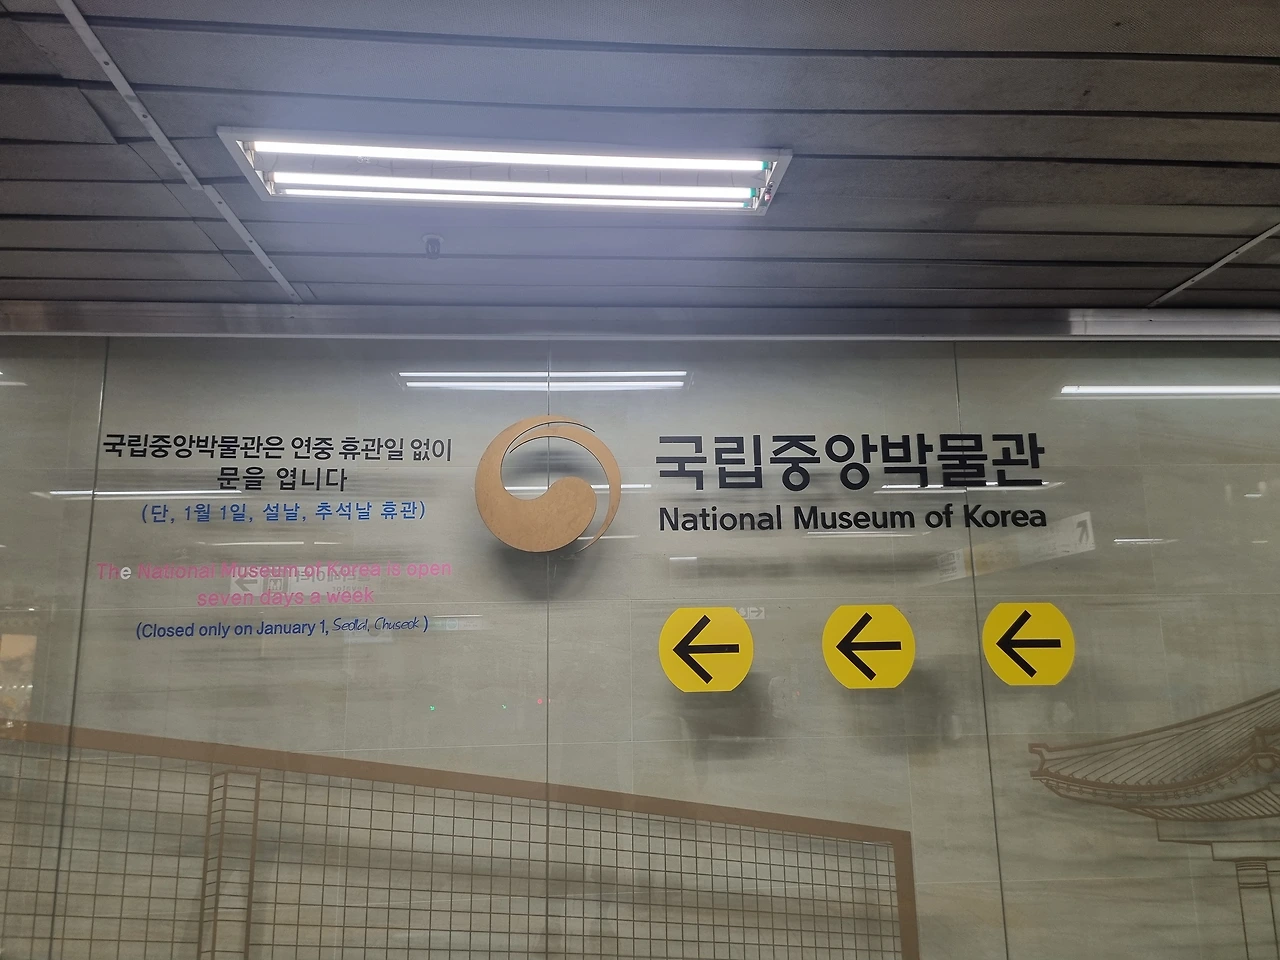 국립중앙박물관은 연중 휴관일 없이
문을 엽니다
(단, 1월 1일, 설날, 추석날 휴관)
The National Museum of Korea is open
seven days a week
(Closed only on January 1, Seollal, Chuseok)
국립중앙박물관
National Museum of Korea